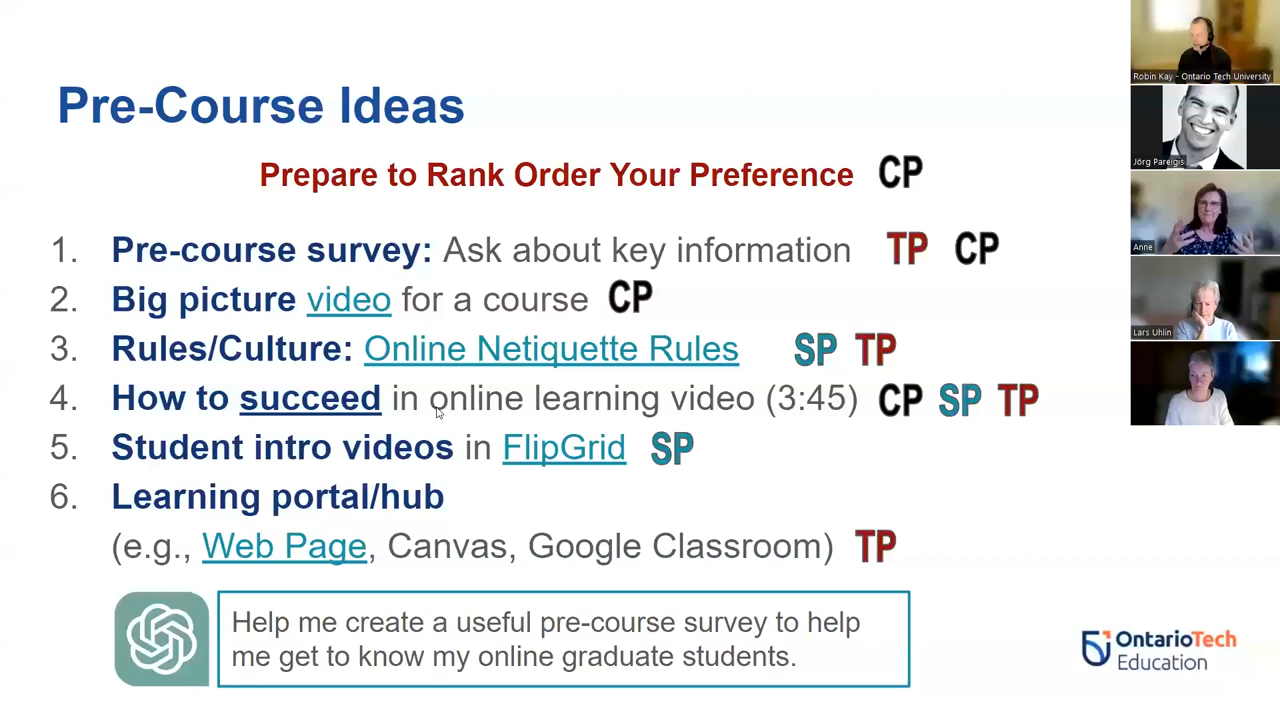 Pre-Course Ideas
Prepare to Rank Order Your Preference CP
1. Pre-course survey: Ask about key information TP CP
2. Big picture video for a course CP
3. Rules/Culture: Online Netiquette Rules SP TP
4. How to succeed in online learning video (3:45) CP SP TP
5. Student intro videos in FlipGrid SP
6. Learning portal/hub
(e.g., Web Page, Canvas, Google Classroom) TP
Help me create a useful pre-course survey to help
me get to know my online graduate students.
OntarioTech
Education
Robin Kay - Ontario Tech University
Jörg Pareigis
Anne
Lars Uhlin